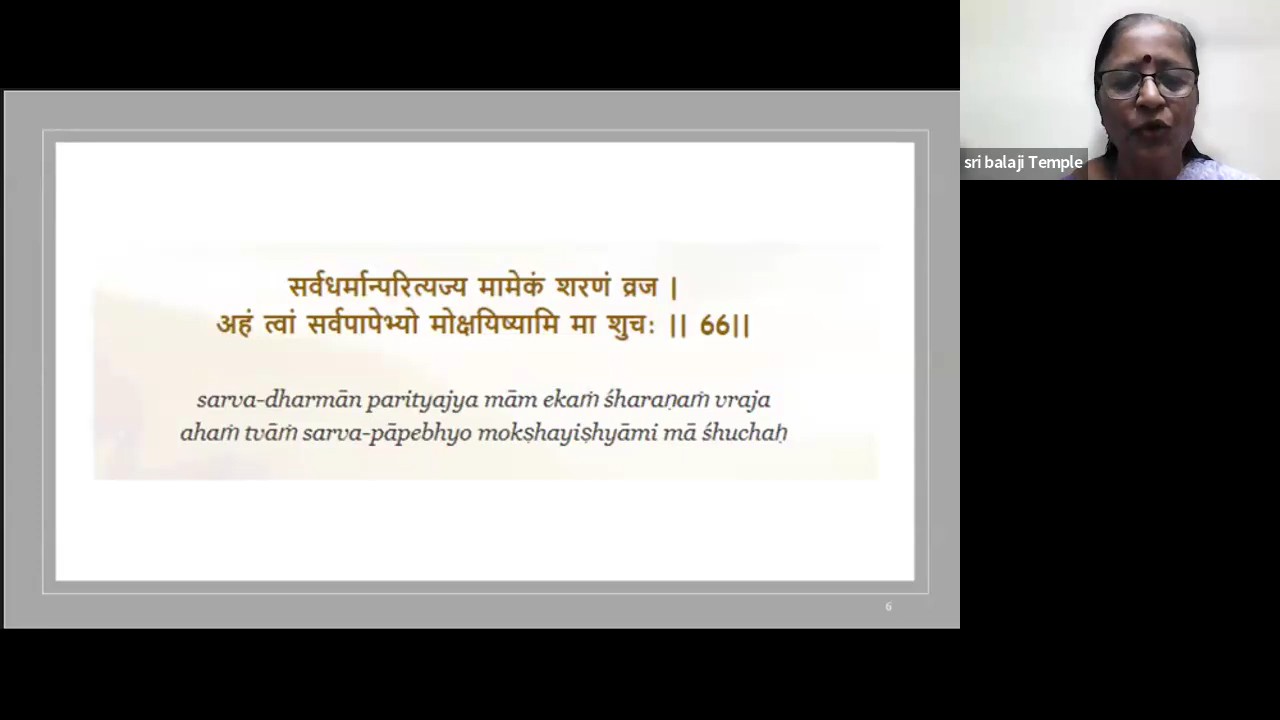 सर्वधर्मान्परित्यज्य मामेकं शरणं व्रज |
अहं त्वां सर्वपापेभ्यो मोक्षयिष्यामि मा शुचः || 66||
sarva-dharmān parityajya mām ekaṁ śharaṇaṁ vraja
ahaṁ tvāṁ sarva-pāpebhyo mokṣhayiṣhyāmi mā śhuchaḥ
6
sri balaji Temple